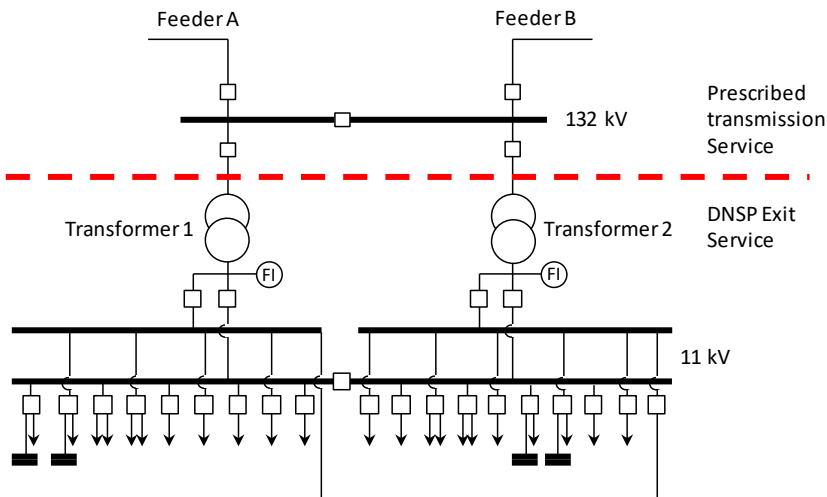 Feeder A
Feeder B
132 kV
Prescribed
transmission
Service
Transformer 1
Transformer 2
DNSP Exit
Service
FI
FI
11 kV